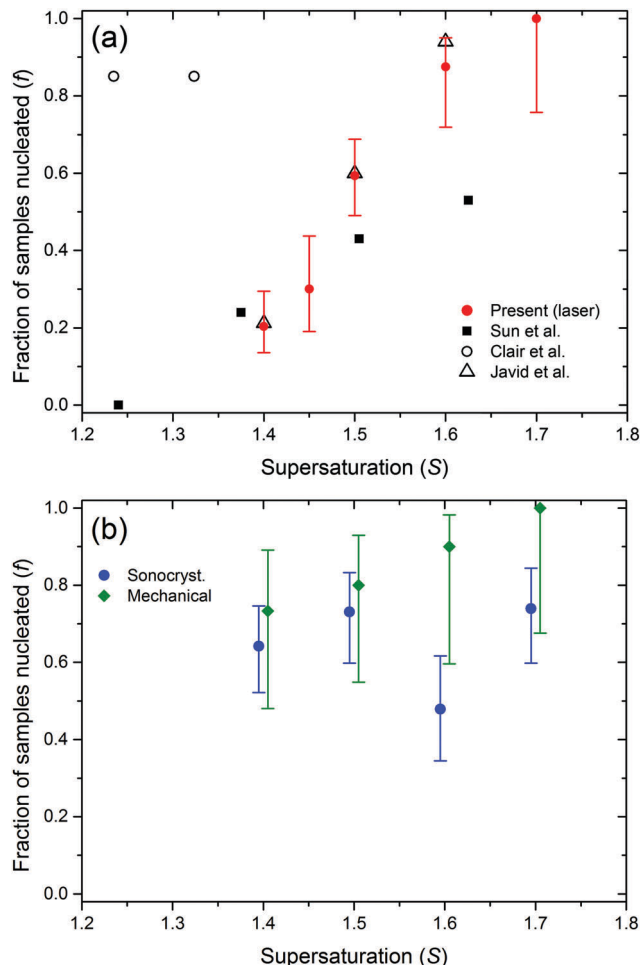 (a)
Fraction of samples nucleated (f)
1.0
0.8
0.6
0.4
0.2
0.0
Present (laser)
Sun et al.
Clair et al.
Javid et al.
1.2 1.3 1.4 1.5 1.6 1.7 1.8
Supersaturation (S)
(b)
Fraction of samples nucleated (f)
1.0
0.8
0.6
0.4
0.2
0.0
Sonocryst.
Mechanical
1.2 1.3 1.4 1.5 1.6 1.7 1.8
Supersaturation (S)